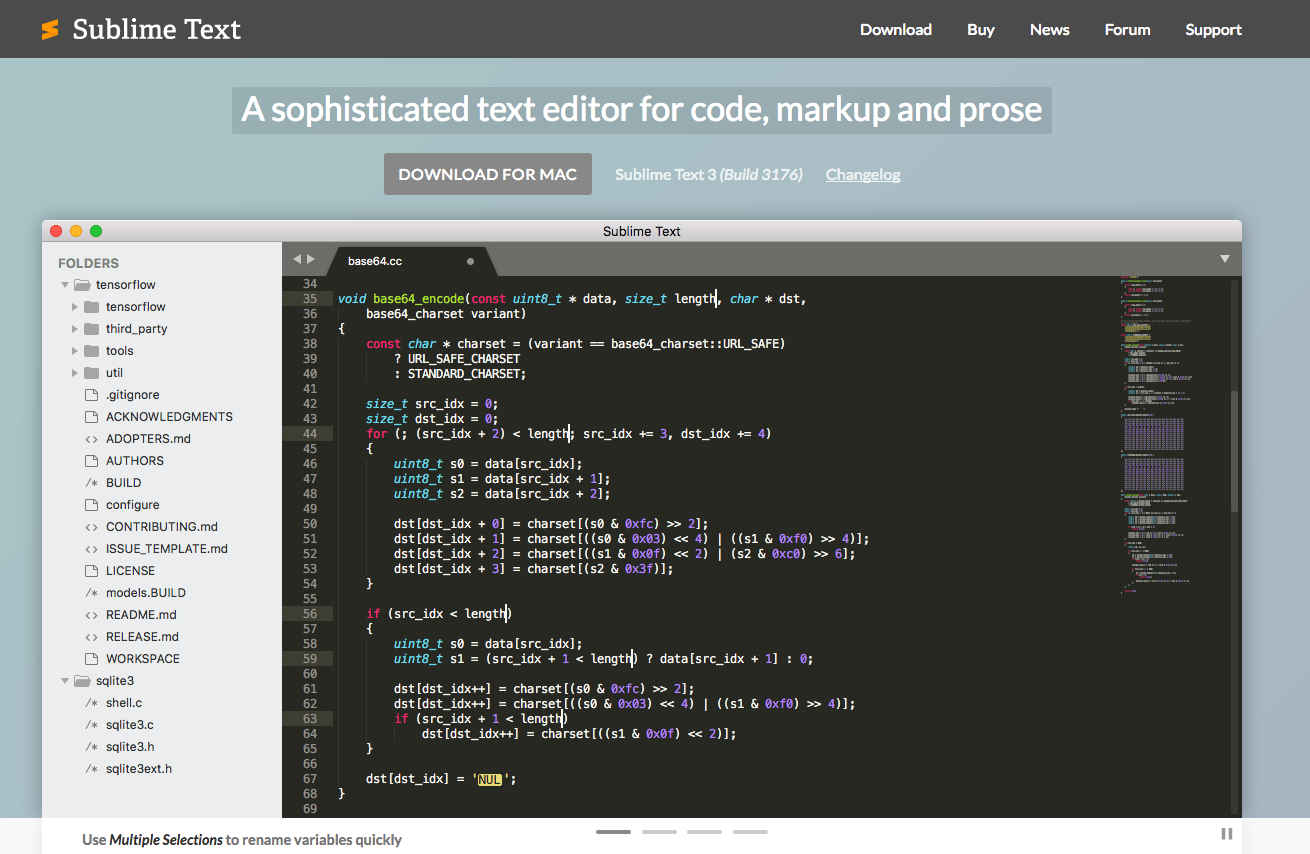 Sublime Text
Download Buy News Forum Support
A sophisticated text editor for code, markup and prose
DOWNLOAD FOR MAC Sublime Text 3 (Build 3176) Changelog
Sublime Text
FOLDERS
tensorflow
tensorflow
third_party
tools
util
.gitignore
ACKNOWLEDGMENTS
<> ADOPTERS.md
AUTHORS
/* BUILD
configure
<> CONTRIBUTING.md
<> ISSUE_TEMPLATE.md
LICENSE
/* models.BUILD
<> README.md
<> RELEASE.md
WORKSPACE
sqlite3
/* shell.c
/* sqlite3.c
/* sqlite3.h
/* sqlite3ext.h
base64.cc
34
35 void base64_encode(const uint8_t * data, size_t length, char * dst,
36     base64_charset variant)
37 {
38     const char * charset = (variant == base64_charset::URL_SAFE)
39         ? URL_SAFE_CHARSET
40         : STANDARD_CHARSET;
41
42     size_t src_idx = 0;
43     size_t dst_idx = 0;
44     for (; (src_idx + 2) < length; src_idx += 3, dst_idx += 4)
45     {
46         uint8_t s0 = data[src_idx];
47         uint8_t s1 = data[src_idx + 1];
48         uint8_t s2 = data[src_idx + 2];
49
50         dst[dst_idx + 0] = charset[(s0 & 0xfc) >> 2];
51         dst[dst_idx + 1] = charset[((s0 & 0x03) << 4) | ((s1 & 0xf0) >> 4)];
52         dst[dst_idx + 2] = charset[((s1 & 0x0f) << 2) | (s2 & 0xc0) >> 6];
53         dst[dst_idx + 3] = charset[(s2 & 0x3f)];
54     }
55
56     if (src_idx < length)
57     {
58         uint8_t s0 = data[src_idx];
59         uint8_t s1 = (src_idx + 1 < length) ? data[src_idx + 1] : 0;
60
61         dst[dst_idx++] = charset[(s0 & 0xfc) >> 2];
62         dst[dst_idx++] = charset[((s0 & 0x03) << 4) | ((s1 & 0xf0) >> 4)];
63         if (src_idx + 1 < length)
64             dst[dst_idx++] = charset[((s1 & 0x0f) << 2)];
65     }
66
67     dst[dst_idx] = 'NUL';
68 }
69
Use Multiple Selections to rename variables quickly